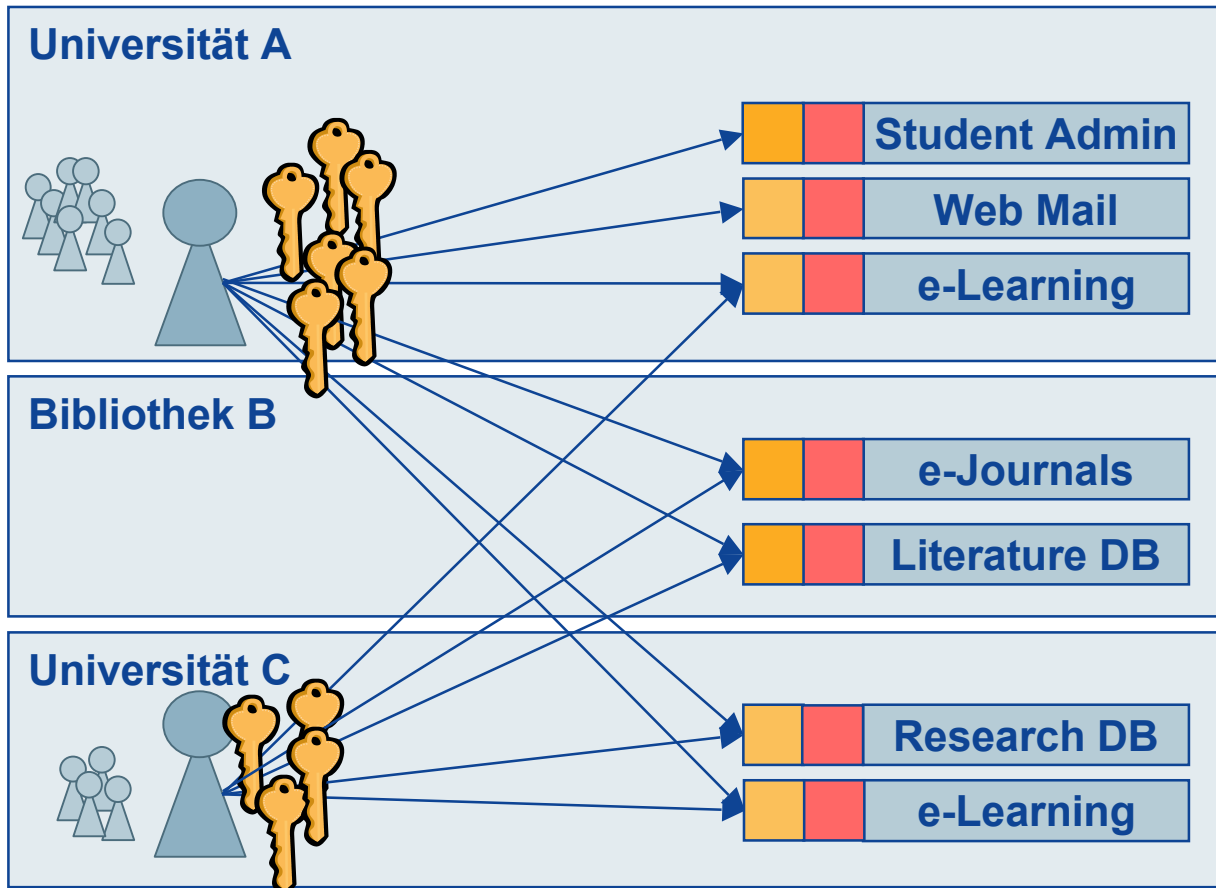 Universität A
Student Admin
Web Mail
e-Learning
Bibliothek B
e-Journals
Literature DB
Universität C
Research DB
e-Learning